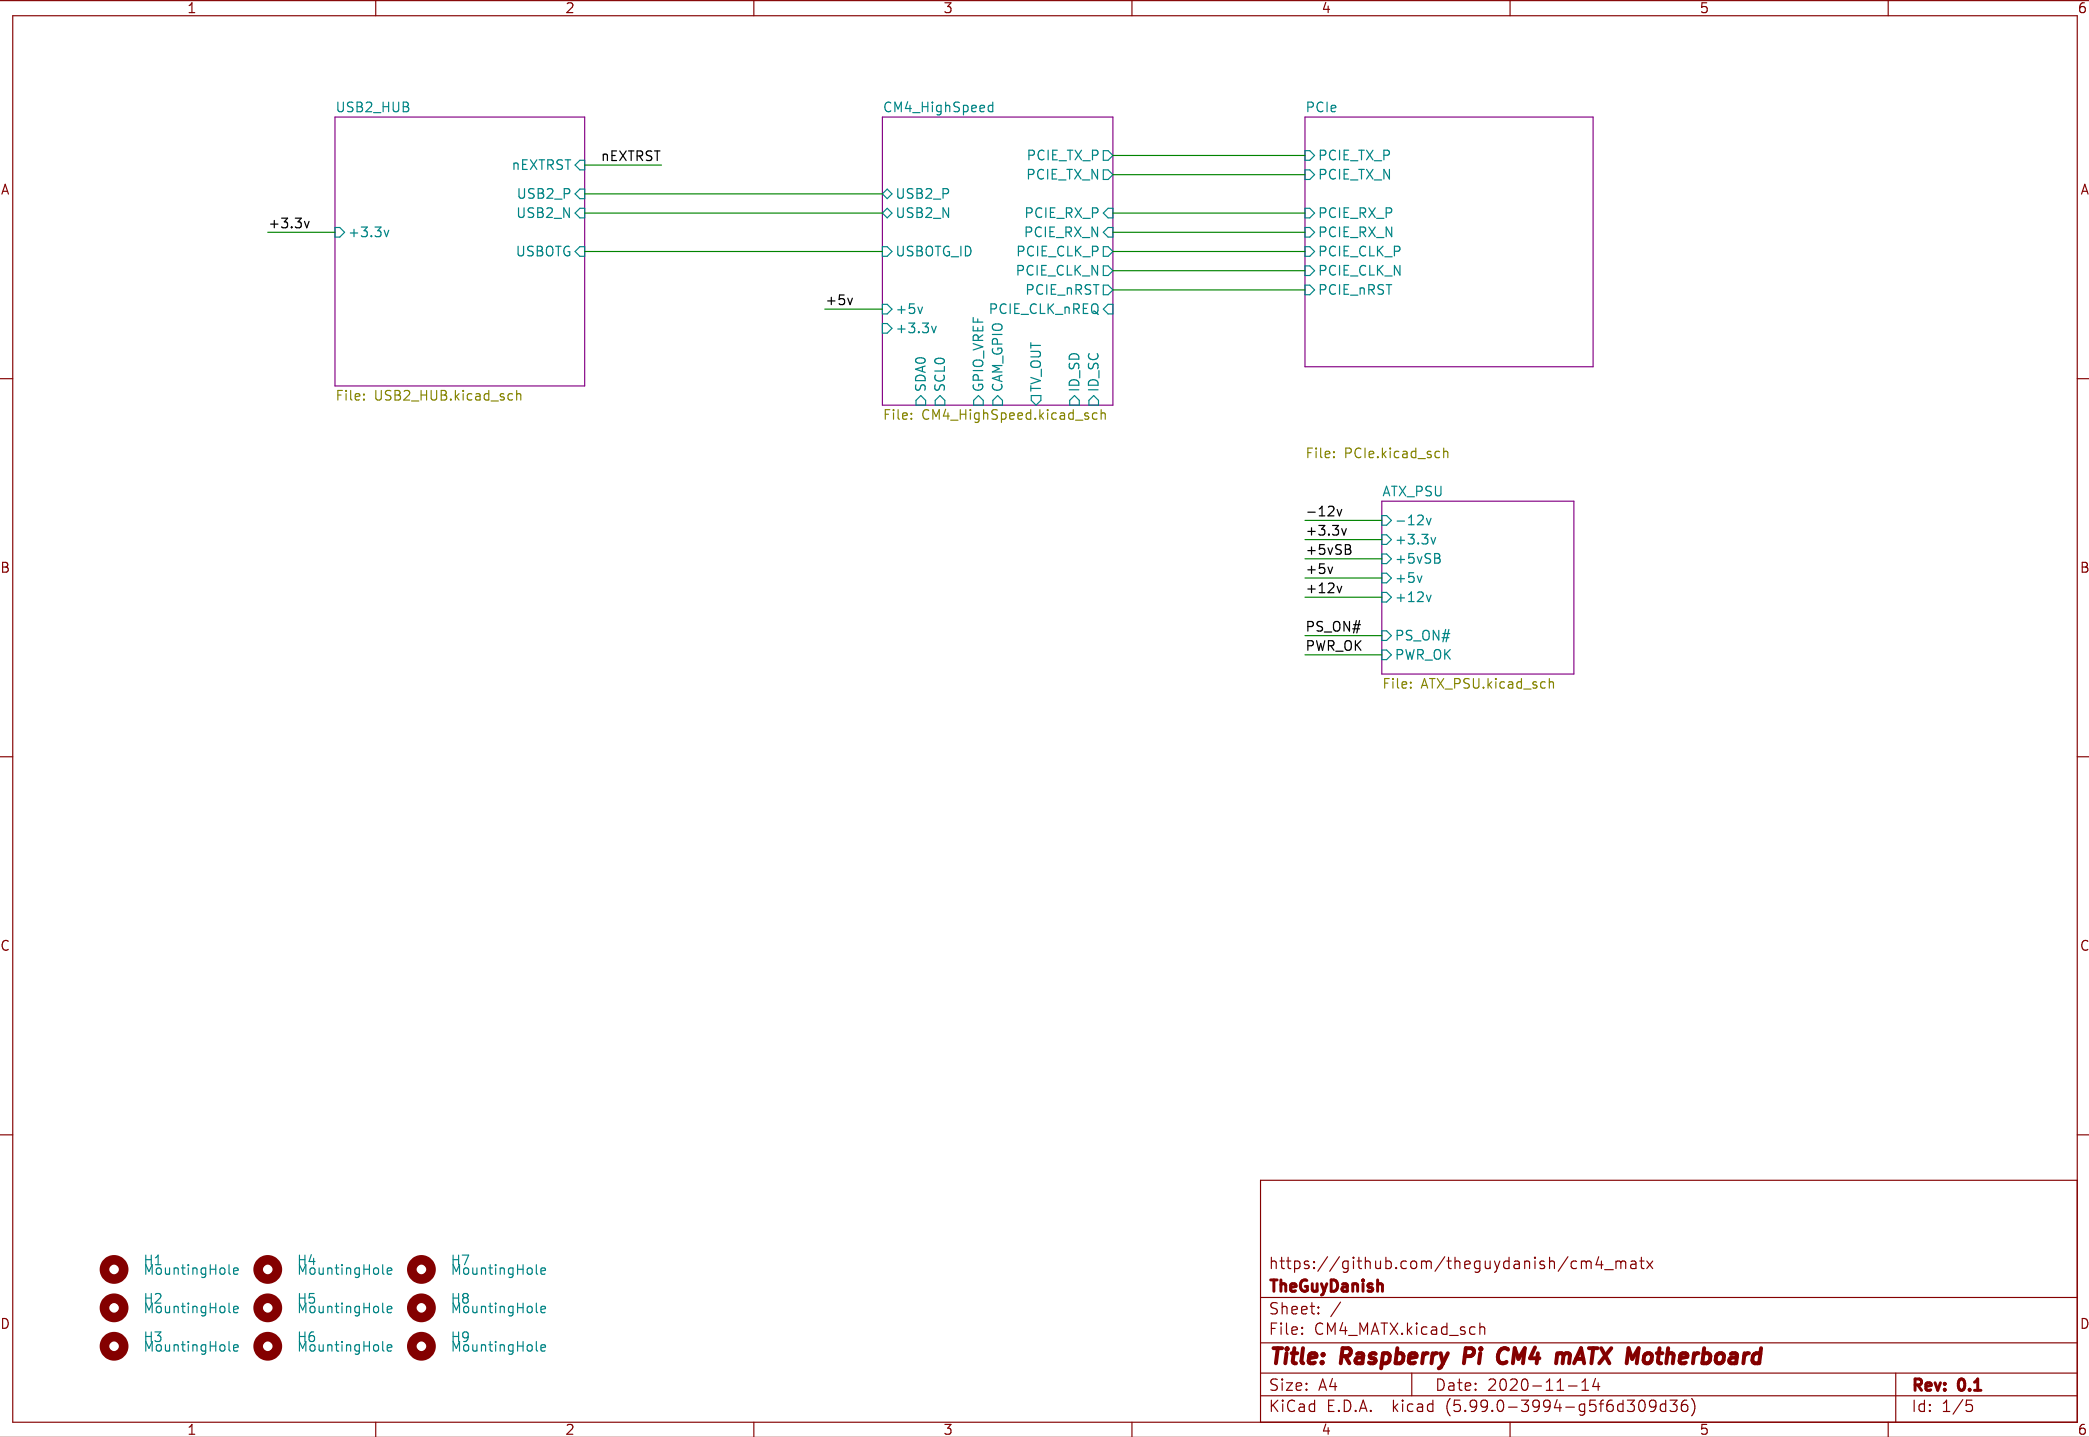 1 2 3 4 5 6
A A
B B
C C
D D
USB2_HUB
nEXTRST
nEXTRST
USB2_P
USB2_N
+3.3v
+3.3v
USBOTG
File: USB2_HUB.kicad_sch
CM4_HighSpeed
PCIE_TX_P
PCIE_TX_N
USB2_P
USB2_N
PCIE_RX_P
PCIE_RX_N
USBOTG_ID
PCIE_CLK_P
PCIE_CLK_N
PCIE_nRST
+5v
+5v
PCIE_CLK_nREQ
+3.3v
SDA0
SCL0
GPIO_VREF
CAM_GPIO
TV_OUT
ID_SD
ID_SC
File: CM4_HighSpeed.kicad_sch
PCIe
PCIE_TX_P
PCIE_TX_N
PCIE_RX_P
PCIE_RX_N
PCIE_CLK_P
PCIE_CLK_N
PCIE_nRST
File: PCIe.kicad_sch
ATX_PSU
-12v
-12v
+3.3v
+3.3v
+5vSB
+5vSB
+5v
+5v
+12v
+12v
PS_ON#
PS_ON#
PWR_OK
PWR_OK
File: ATX_PSU.kicad_sch
H1
MountingHole
H4
MountingHole
H7
MountingHole
H2
MountingHole
H5
MountingHole
H8
MountingHole
H3
MountingHole
H6
MountingHole
H9
MountingHole
https://github.com/theguydanish/cm4_matx
TheGuyDanish
Sheet: /
File: CM4_MATX.kicad_sch
Title: Raspberry Pi CM4 mATX Motherboard
Size: A4 Date: 2020-11-14 Rev: 0.1
KiCad E.D.A. kicad (5.99.0-3994-g5f6d309d36) Id: 1/5
1 2 3 4 5 6